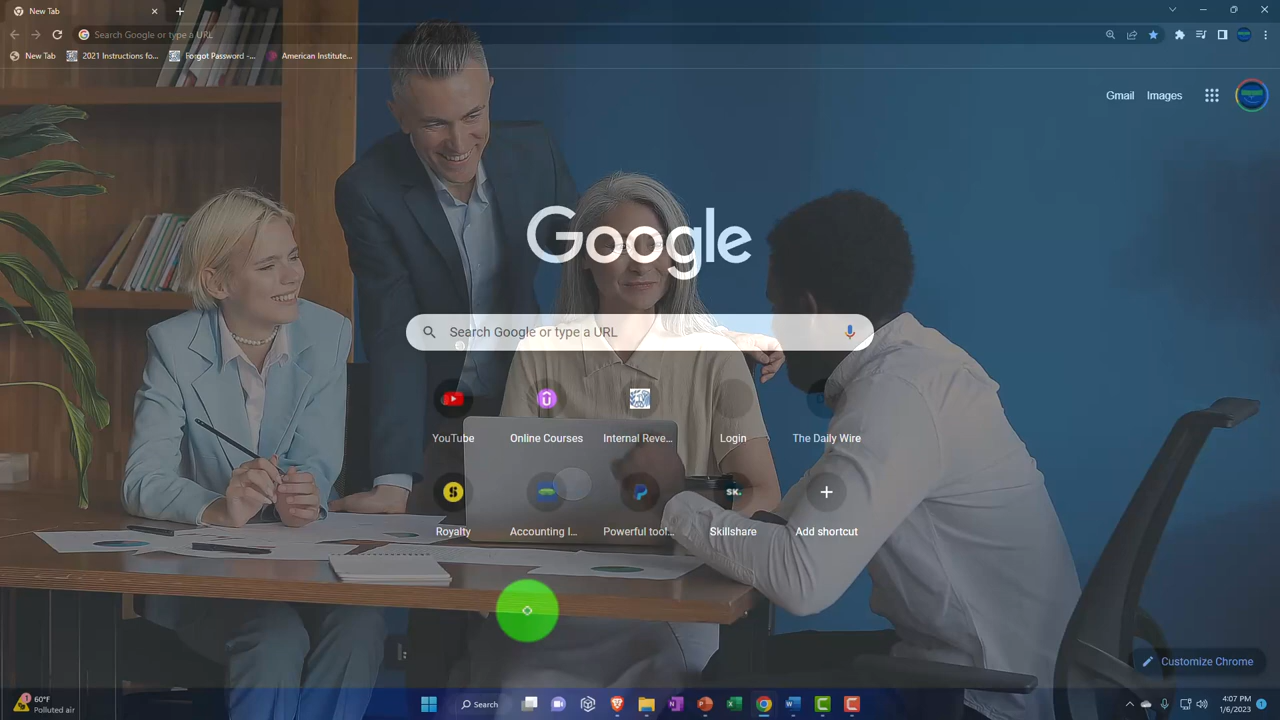 New Tab
Search Google or type a URL
New Tab
2021 Instructions fo...
Forgot Password -...
American Institute...
Gmail
Images
Google
Search Google or type a URL
YouTube
Online Courses
Internal Reve...
Login
The Daily Wire
Royalty
Accounting I...
Powerful tool...
Skillshare
Add shortcut
Customize Chrome
60°F
Polluted air
Search
4:07 PM
1/6/2023